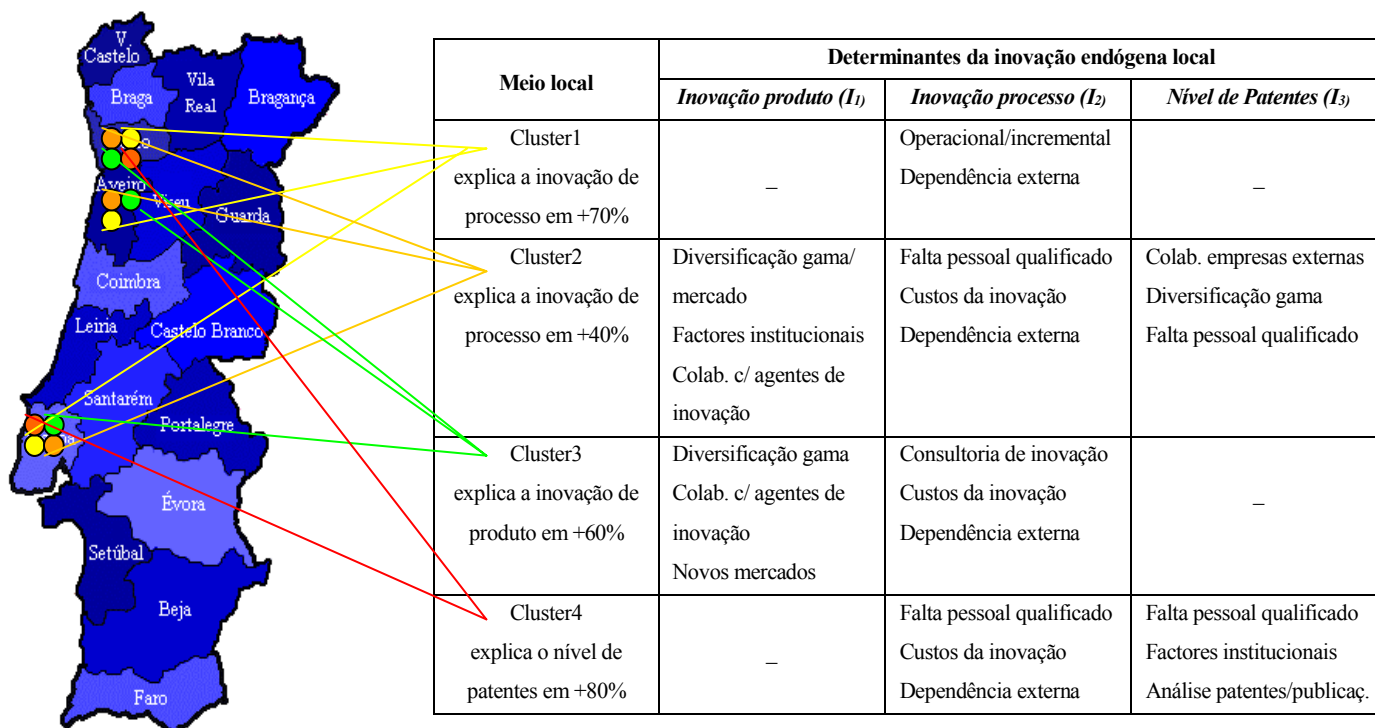 V
Castelo
Braga
Vila
Real
Bragança
Aveiro
Viseu
Guarda
Coimbra
Leiria
Castelo Branco
Santarém
Portalegre
Évora
Setúbal
Beja
Faro
Meio local
Determinantes da inovação endógena local
Inovação produto (I₁)
Inovação processo (I₂)
Nível de Patentes (I₃)
Cluster1
explica a inovação de
processo em +70%
_
Operacional/incremental
Dependência externa
_
Cluster2
explica a inovação de
processo em +40%
Diversificação gama/
mercado
Factores institucionais
Colab. c/ agentes de
inovação
Falta pessoal qualificado
Custos da inovação
Dependência externa
Colab. empresas externas
Diversificação gama
Falta pessoal qualificado
Cluster3
explica a inovação de
produto em +60%
Diversificação gama
Colab. c/ agentes de
inovação
Novos mercados
Consultoria de inovação
Custos da inovação
Dependência externa
_
Cluster4
explica o nível de
patentes em +80%
_
Falta pessoal qualificado
Custos da inovação
Dependência externa
Falta pessoal qualificado
Factores institucionais
Análise patentes/publicaç.